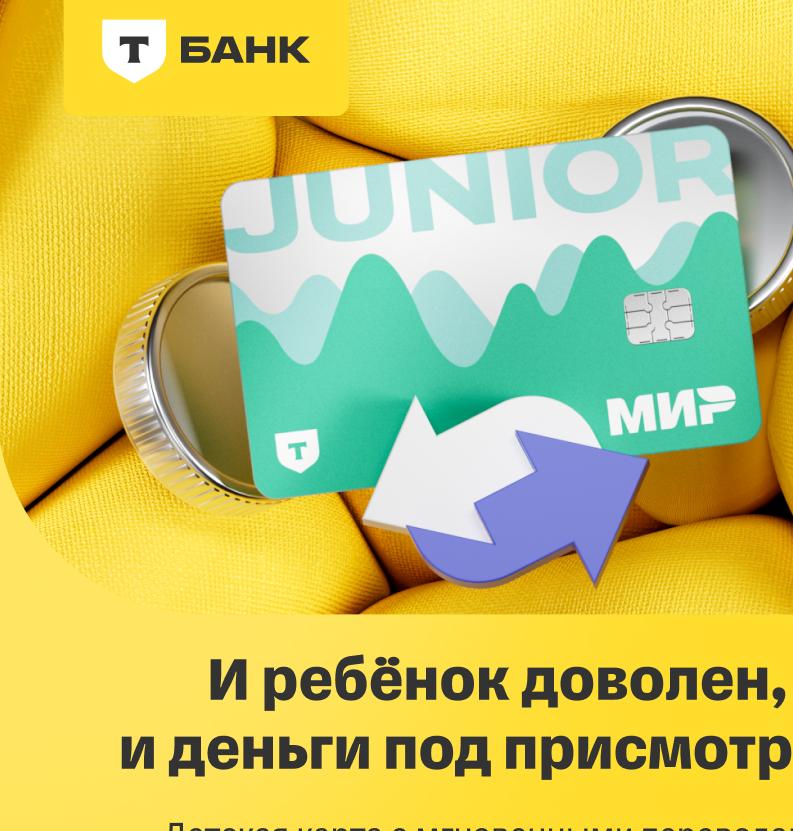 Т БАНК
JUNIOR
Т
МИР
И ребёнок доволен,
и деньги под присмотр